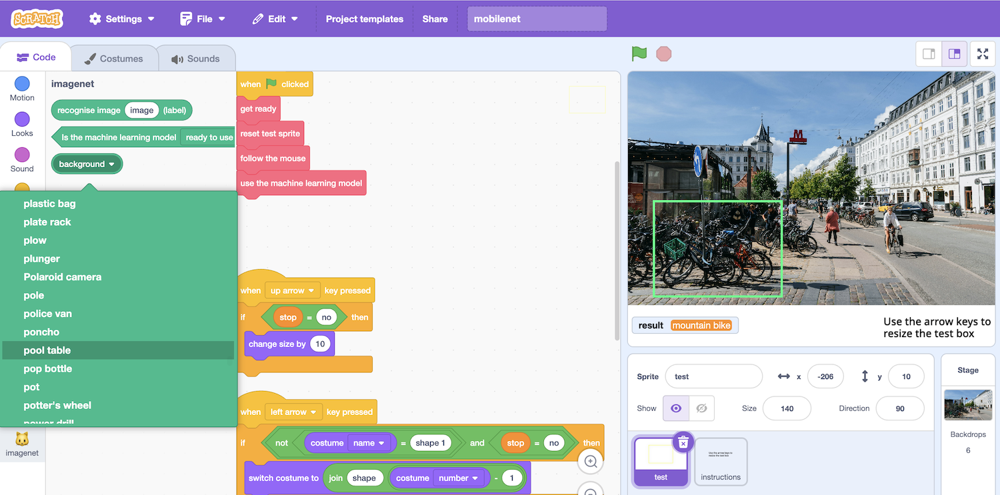 SCRATCH
Settings
File
Edit
Project templates
Share
mobilenet
Code
Costumes
Sounds
Motion
Looks
Sound
imagenet
recognise image image (label)
Is the machine learning model ready to use
background
plastic bag
plate rack
plow
plunger
Polaroid camera
pole
police van
poncho
pool table
pop bottle
pot
potter's wheel
power drill
imagenet
when clicked
get ready
reset test sprite
follow the mouse
use the machine learning model
when up arrow key pressed
if stop = no then
change size by 10
when left arrow key pressed
if not costume name = shape 1 and stop = no then
switch costume to join shape costume number - 1
M
result mountain bike
Use the arrow keys to
resize the test box
Sprite test x -206 y 10
Show Size 140 Direction 90
test
Use the arrow keys to
resize the test box
instructions
Stage
Backdrops
6